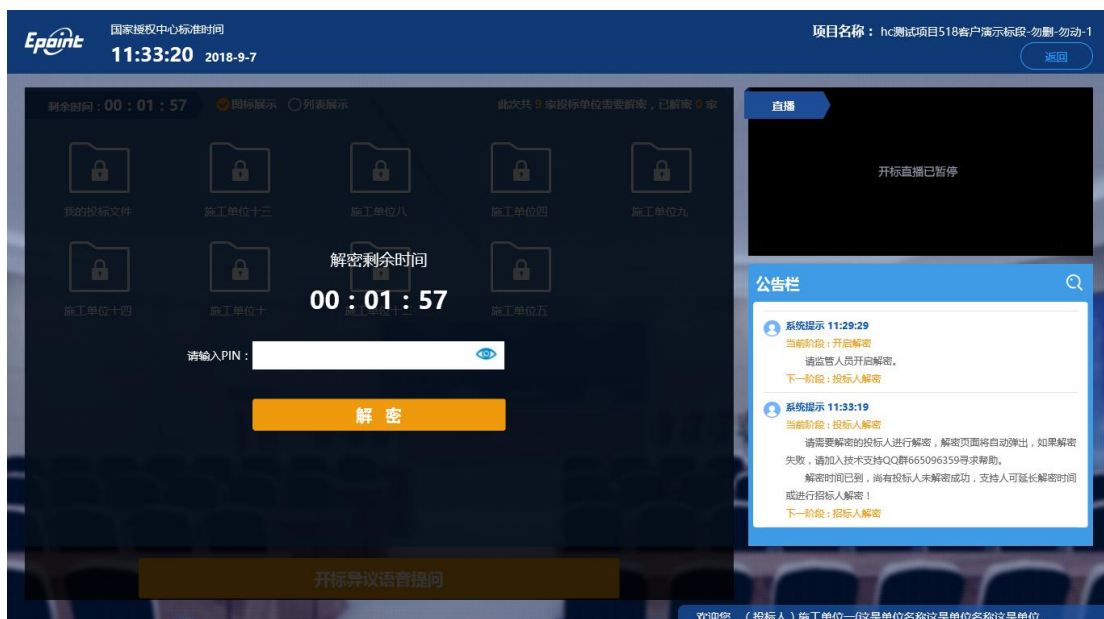 Epoint
国家授权中心标准时间
11:33:20 2018-9-7
项目名称： hc测试项目518客户演示标段-勿删-勿动-1
返回
剩余时间：00：01：57 图标展示 列表展示 此次共 9 家投标单位需要解密，已解密 0 家
我的投标文件 施工单位十三 施工单位八 施工单位四 施工单位九
施工单位十四 施工单位十 施工单位十二 施工单位五
解密剩余时间
00：01：57
请输入PIN：
解 密
开标异议语音提问
直播
开标直播已暂停
公告栏
系统提示 11:29:29
当前阶段：开启解密
请监管人员开启解密。
下一阶段：投标人解密
系统提示 11:33:19
当前阶段：投标人解密
请需要解密的投标人进行解密，解密页面将自动弹出，如果解密
失败，请加入技术支持QQ群665096359寻求帮助。
解密时间已到，尚有投标人未解密成功，支持人可延长解密时间
或进行招标人解密！
下一阶段：招标人解密
欢迎您 （投标人）施工单位一(这是单位名称这是单位名称这是单位